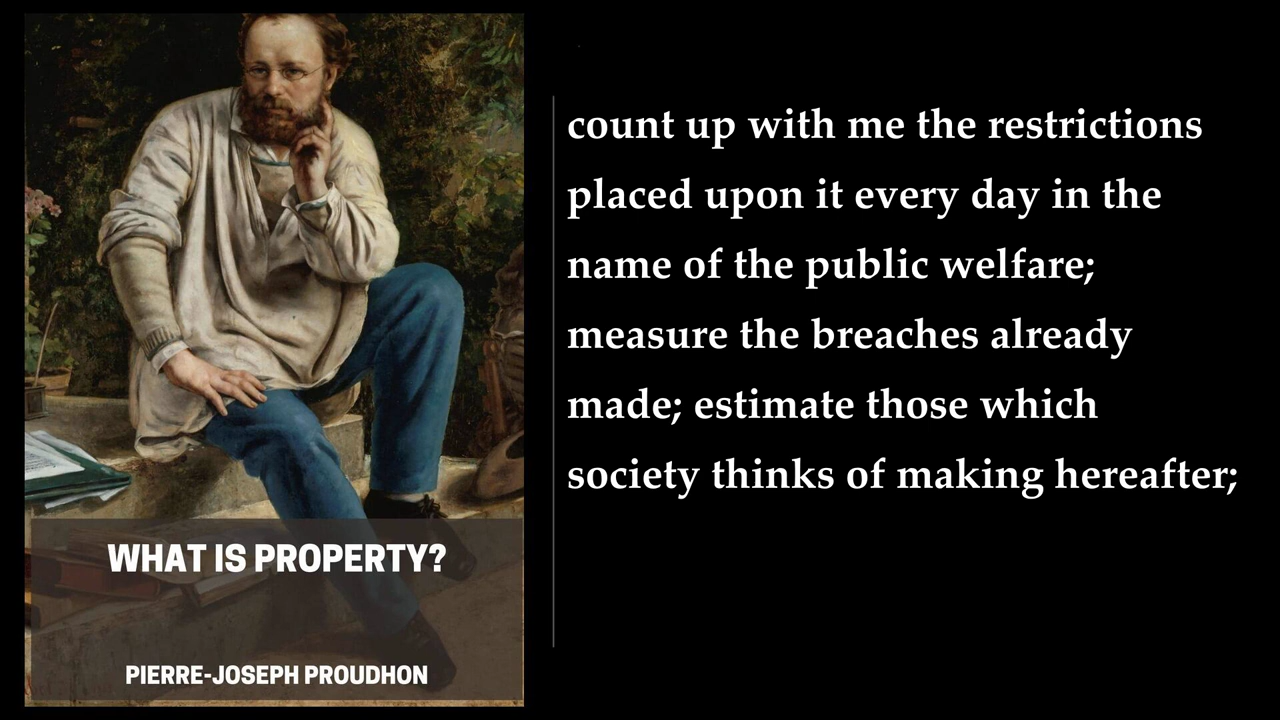 count up with me the restrictions
placed upon it every day in the
name of the public welfare;
measure the breaches already
made; estimate those which
society thinks of making hereafter;
WHAT IS PROPERTY?
PIERRE-JOSEPH PROUDHON